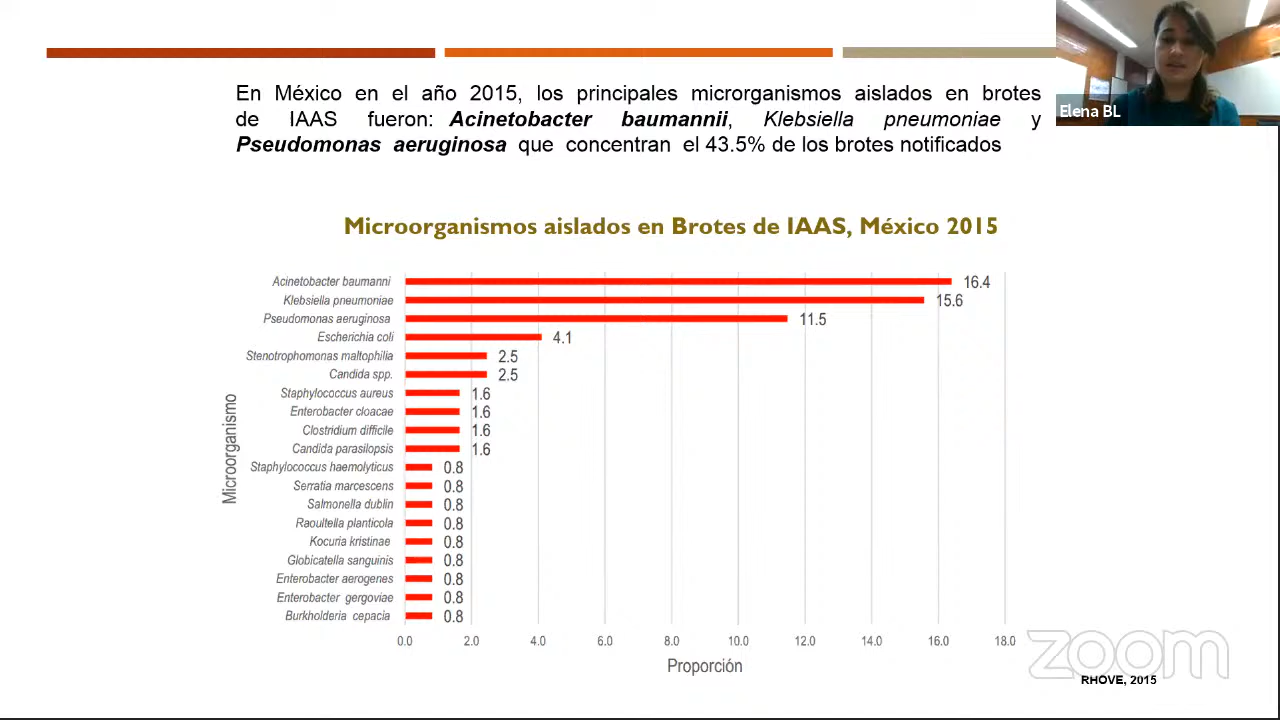 Elena BL
En México en el año 2015, los principales microrganismos aislados en brotes
de IAAS fueron: Acinetobacter baumannii, Klebsiella pneumoniae y
Pseudomonas aeruginosa que concentran el 43.5% de los brotes notificados
Microorganismos aislados en Brotes de IAAS, México 2015
Microorganismo
Acinetobacter baumanni 16.4
Klebsiella pneumoniae 15.6
Pseudomonas aeruginosa 11.5
Escherichia coli 4.1
Stenotrophomonas maltophilia 2.5
Candida spp. 2.5
Staphylococcus aureus 1.6
Enterobacter cloacae 1.6
Clostridium difficile 1.6
Candida parasilopsis 1.6
Staphylococcus haemolyticus 0.8
Serratia marcescens 0.8
Salmonella dublin 0.8
Raoultella planticola 0.8
Kocuria kristinae 0.8
Globicatella sanguinis 0.8
Enterobacter aerogenes 0.8
Enterobacter gergoviae 0.8
Burkholderia cepacia 0.8
0.0 2.0 4.0 6.0 8.0 10.0 12.0 14.0 16.0 18.0
Proporción
zoom
RHOVE, 2015